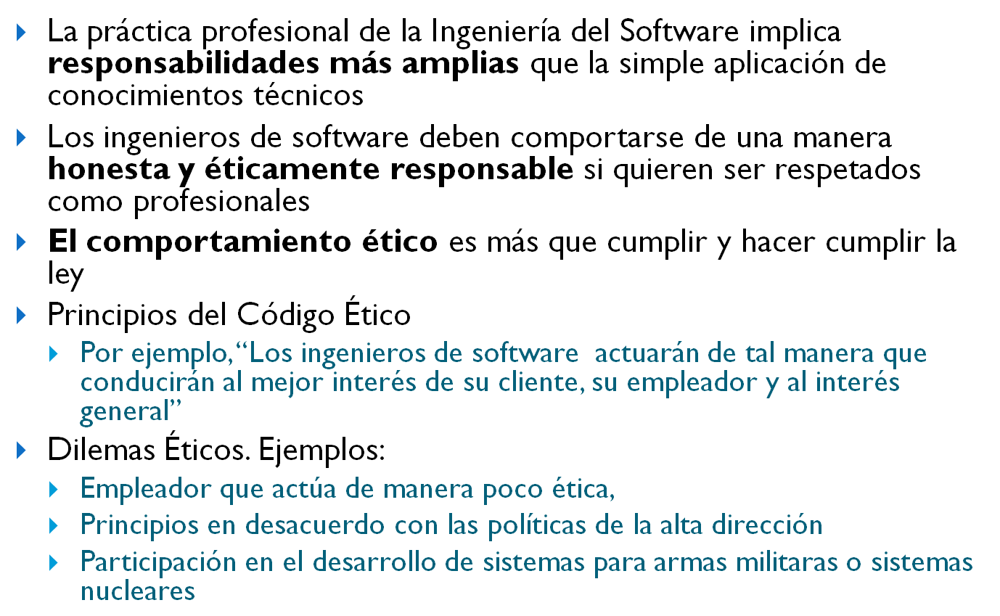 La práctica profesional de la Ingeniería del Software implica
responsabilidades más amplias que la simple aplicación de
conocimientos técnicos
Los ingenieros de software deben comportarse de una manera
honesta y éticamente responsable si quieren ser respetados
como profesionales
El comportamiento ético es más que cumplir y hacer cumplir la
ley
Principios del Código Ético
Por ejemplo, “Los ingenieros de software actuarán de tal manera que
conducirán al mejor interés de su cliente, su empleador y al interés
general”
Dilemas Éticos. Ejemplos:
Empleador que actúa de manera poco ética,
Principios en desacuerdo con las políticas de la alta dirección
Participación en el desarrollo de sistemas para armas militaras o sistemas
nucleares